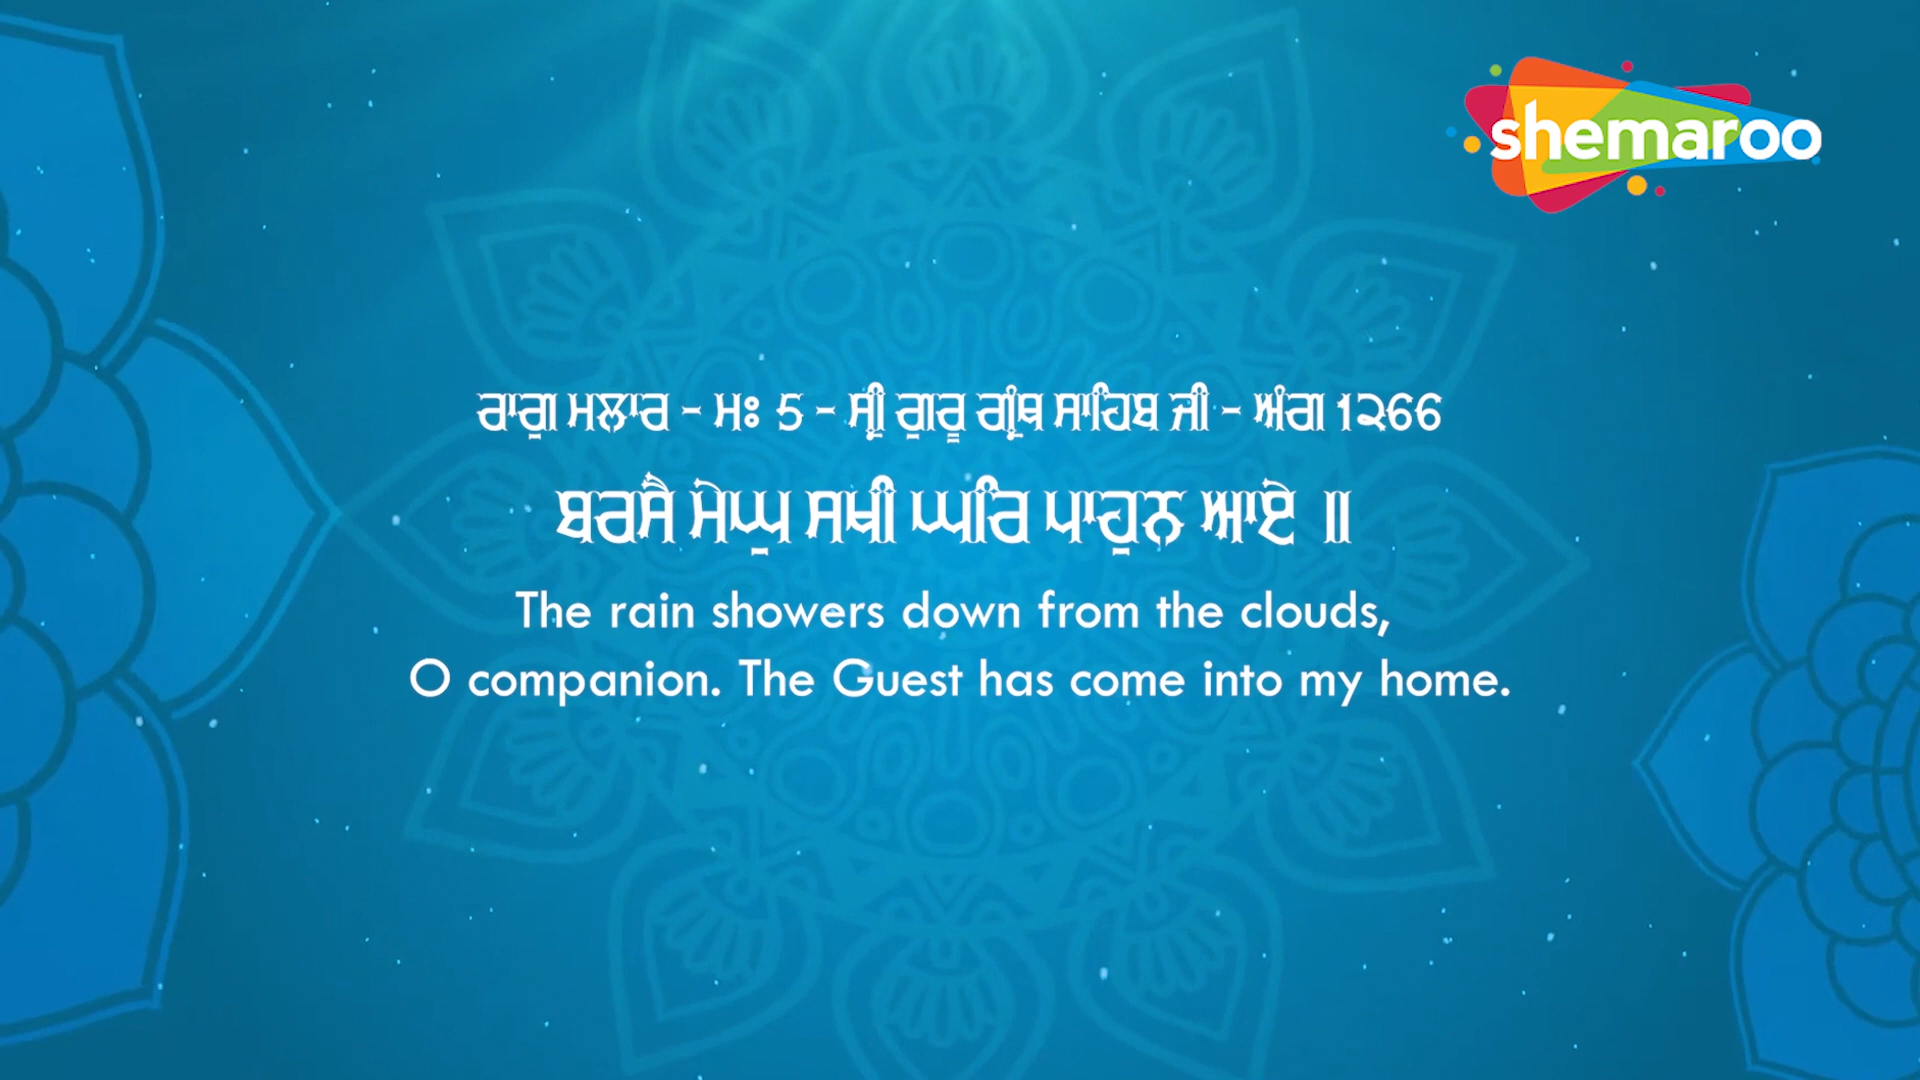 shemaroo
ਰਾਗੁ ਮਲਾਰ - ਮਃ 5 - ਸ੍ਰੀ ਗੁਰੂ ਗ੍ਰੰਥ ਸਾਹਿਬ ਜੀ - ਅੰਗ 1266
ਬਰਸੈ ਮੇਘੁ ਸਖੀ ਘਰਿ ਪਾਹੁਨ ਆਏ ॥
The rain showers down from the clouds,
O companion. The Guest has come into my home.